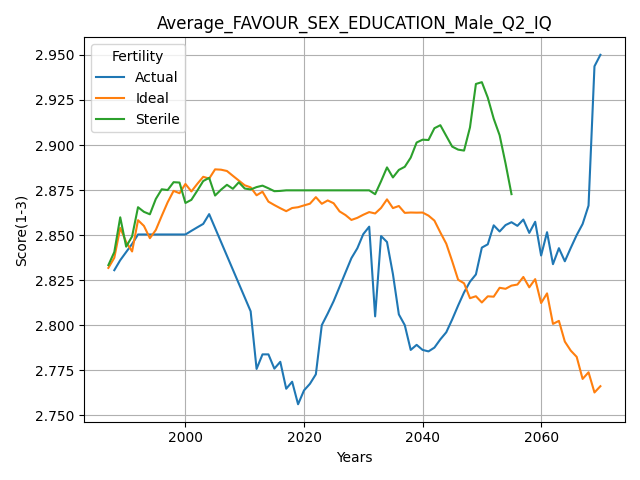 Average_FAVOUR_SEX_EDUCATION_Male_Q2_IQ
Fertility
Actual
Ideal
Sterile
Score(1-3)
2.950
2.925
2.900
2.875
2.850
2.825
2.800
2.775
2.750
2000
2020
2040
2060
Years